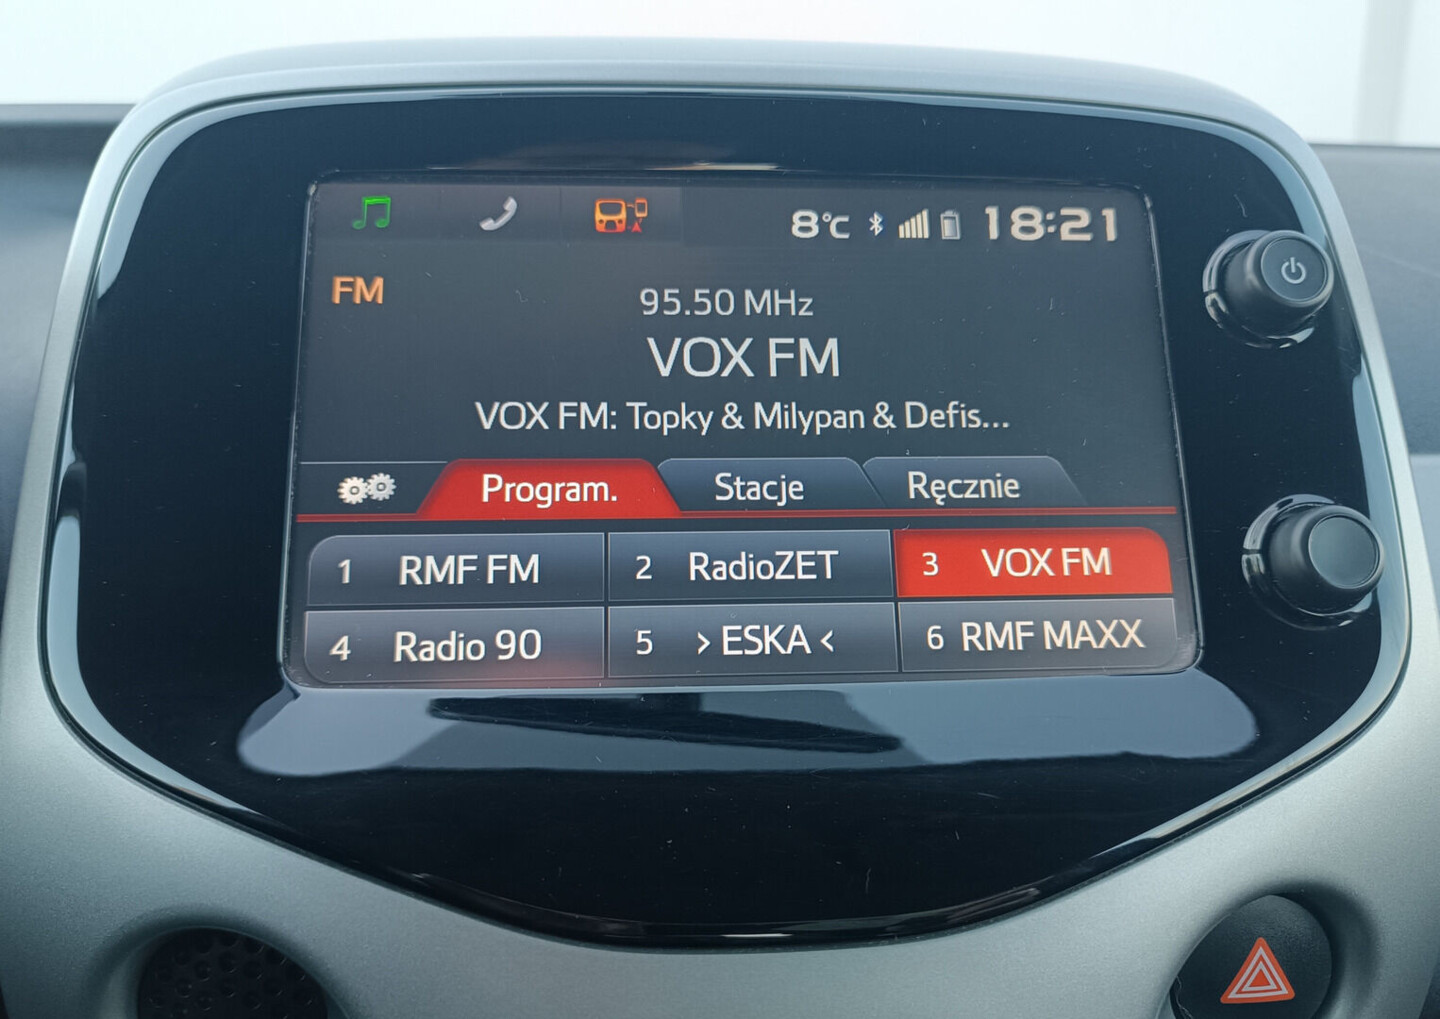 8°C 18:21
FM
95.50 MHz
VOX FM
VOX FM: Topky & Milypan & Defis...
Program. Stacje Ręcznie
1 RMF FM 2 RadioZET 3 VOX FM
4 Radio 90 5 > ESKA < 6 RMF MAXX